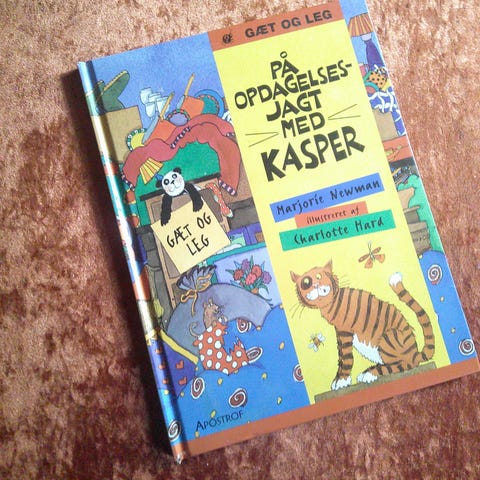 GÆT OG LEG
PÅ
OPDAGELSES-
JAGT
MED
KASPER
Marjorie Newman
illustreret af
Charlotte Hard
GÆT OG
LEG
APOSTROF